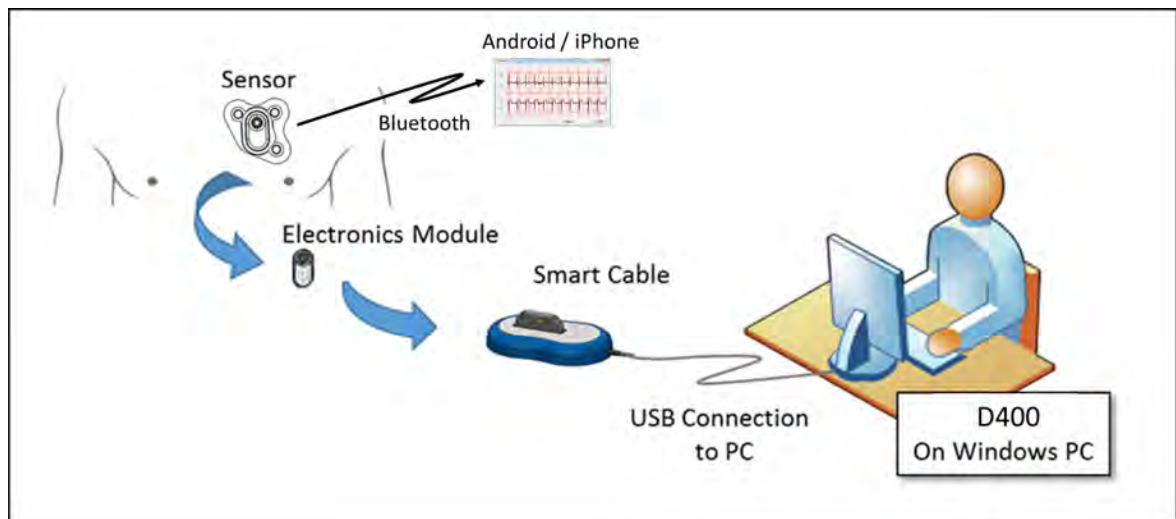 Android / iPhone
Sensor
Bluetooth
Electronics Module
Smart Cable
USB Connection
to PC
D400
On Windows PC